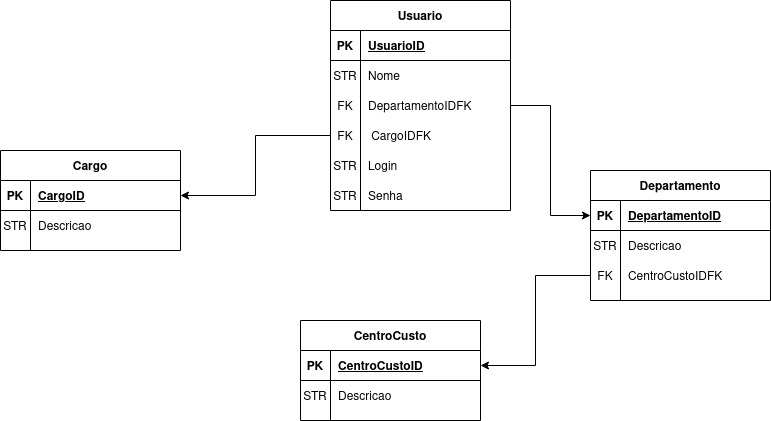 Usuario
PK UsuarioID
STR Nome
FK DepartamentoIDFK
FK CargoIDFK
STR Login
STR Senha
Cargo
PK CargoID
STR Descricao
Departamento
PK DepartamentoID
STR Descricao
FK CentroCustoIDFK
CentroCusto
PK CentroCustoID
STR Descricao